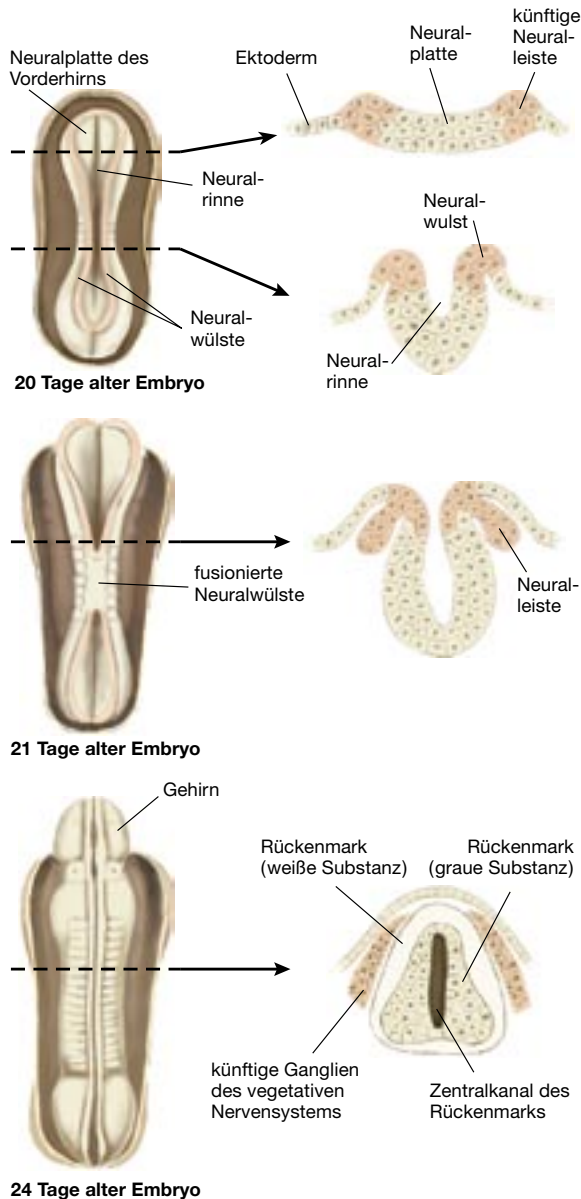 Neuralplatte des
Vorderhirns
Ektoderm
Neural-
platte
künftige
Neural-
leiste
Neural-
rinne
Neural-
wulst
Neural-
wülste
Neural-
rinne
20 Tage alter Embryo
fusionierte
Neuralwülste
Neural-
leiste
21 Tage alter Embryo
Gehirn
Rückenmark
(weiße Substanz)
Rückenmark
(graue Substanz)
künftige Ganglien
des vegetativen
Nervensystems
Zentralkanal des
Rückenmarks
24 Tage alter Embryo